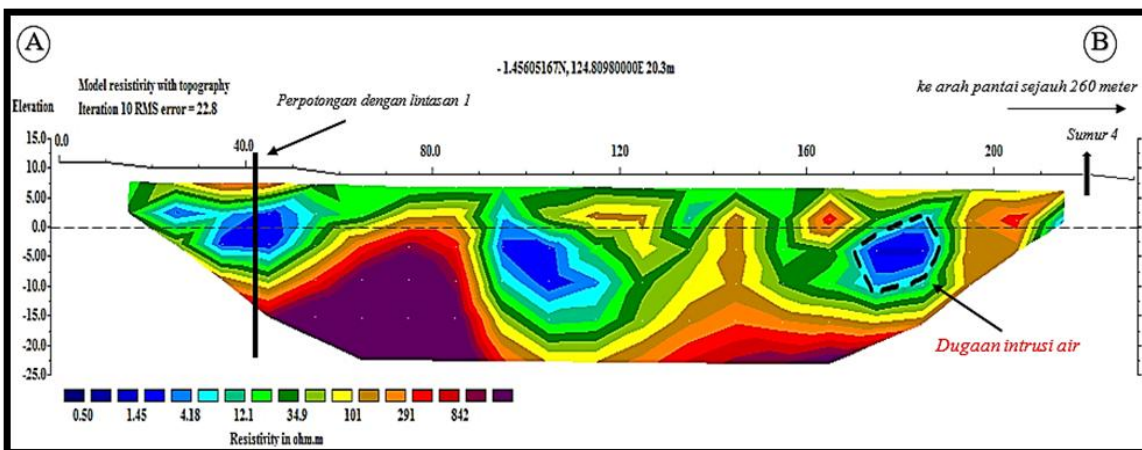 A
B
- 1.45605167N, 124.80980000E 20.3m
Model resistivity with topography
Iteration 10 RMS error = 22.8
Perpotongan dengan lintasan 1
ke arah pantai sejauh 260 meter
Sumur 4
Elevation
15.0 0.0 40.0 80.0 120 160 200
10.0
5.00
0.0
-5.00
-10.0
-15.0
-20.0
-25.0
Dugaan intrusi air
0.50 1.45 4.18 12.1 34.9 101 291 842
Resistivity in ohm.m